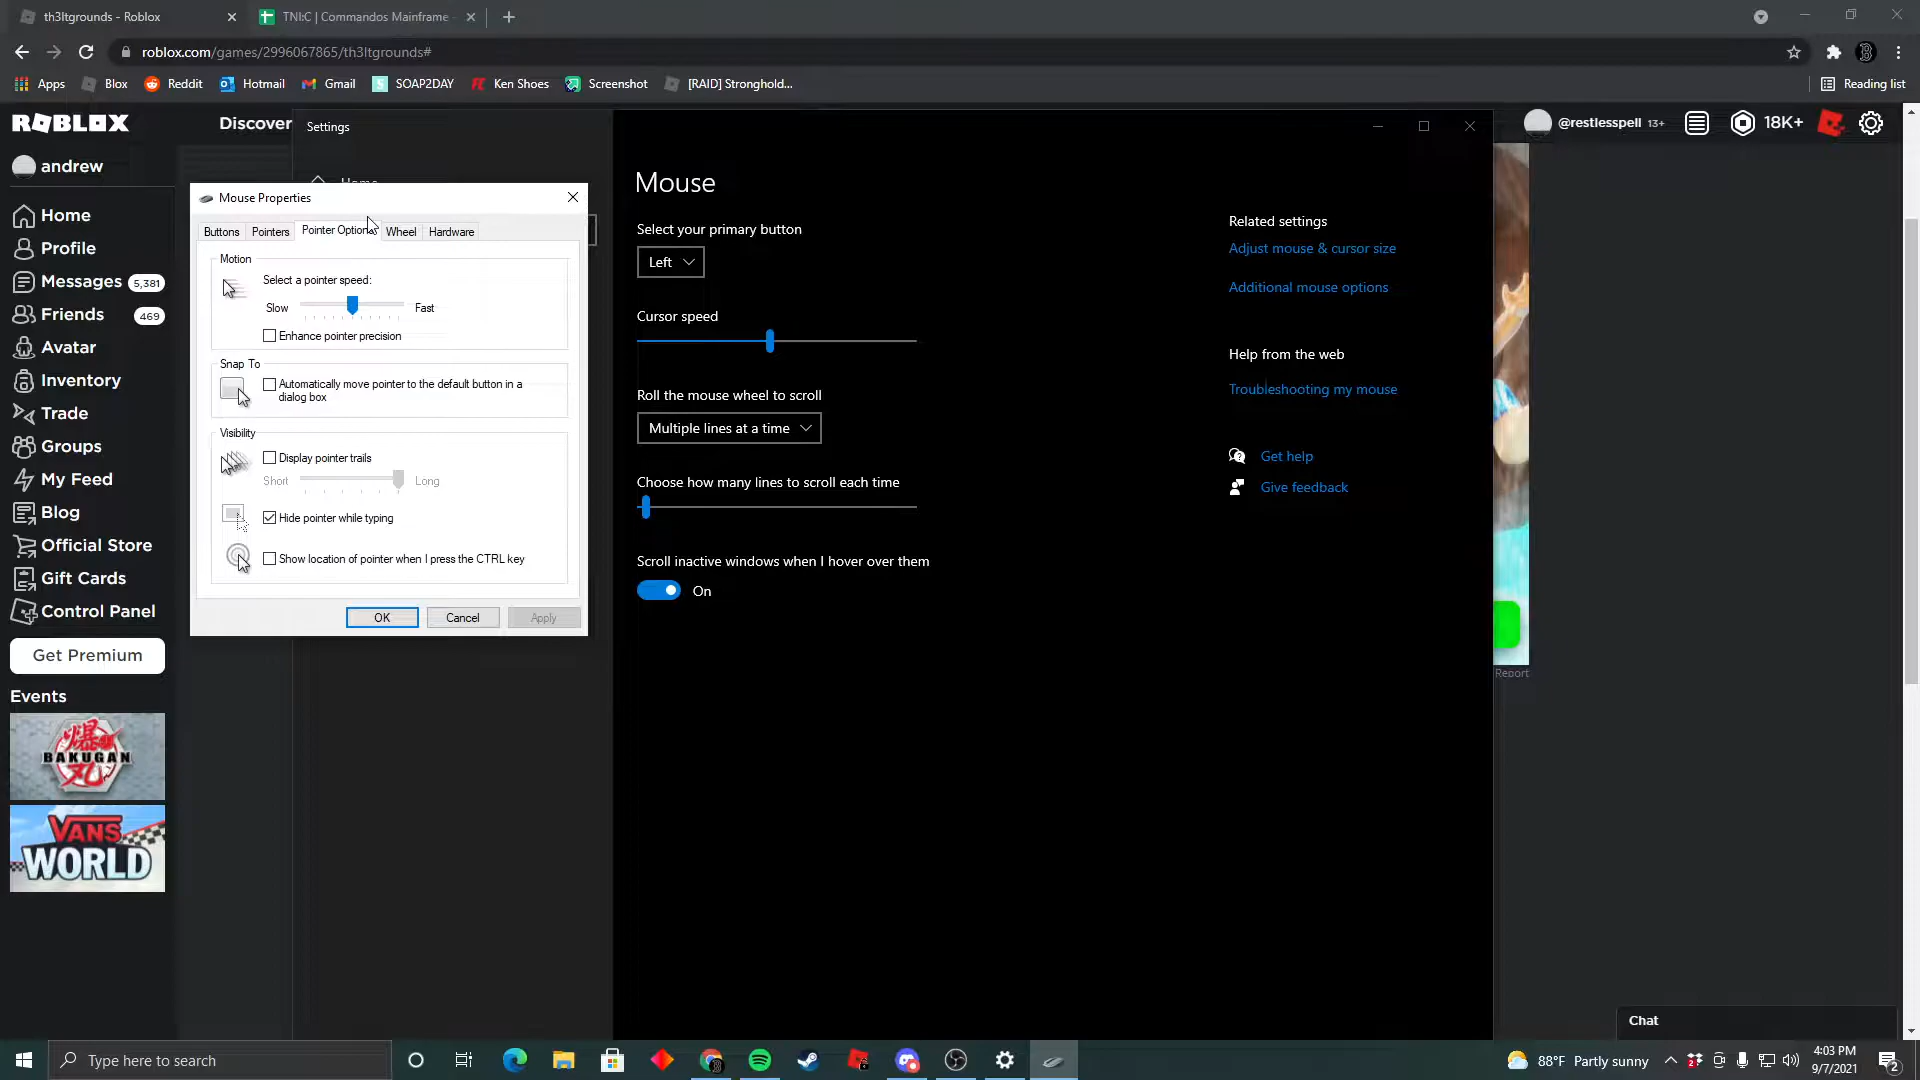 th3ltgrounds - Roblox
TNI:C | Commandos Mainframe -
roblox.com/games/2996067865/th3ltgrounds#
Apps
Blox
Reddit
Hotmail
Gmail
SOAP2DAY
Ken Shoes
Screenshot
[RAID] Stronghold...
Reading list
ROBLOX
Discover
@restlesspell 13+
18K+
andrew
Home
Profile
Messages 5,381
Friends 469
Avatar
Inventory
Trade
Groups
My Feed
Blog
Official Store
Gift Cards
Control Panel
Get Premium
Events
爆
BAKUGAN
丸
VANS
WORLD
Settings
Home
Mouse Properties
Buttons
Pointers
Pointer Options
Wheel
Hardware
Motion
Select a pointer speed:
Slow
Fast
Enhance pointer precision
Snap To
Automatically move pointer to the default button in a
dialog box
Visibility
Display pointer trails
Short
Long
Hide pointer while typing
Show location of pointer when I press the CTRL key
OK
Cancel
Apply
Mouse
Select your primary button
Left
Cursor speed
Roll the mouse wheel to scroll
Multiple lines at a time
Choose how many lines to scroll each time
Scroll inactive windows when I hover over them
On
Related settings
Adjust mouse & cursor size
Additional mouse options
Help from the web
Troubleshooting my mouse
Get help
Give feedback
Report
Chat
Type here to search
88°F Partly sunny
4:03 PM
9/7/2021
2